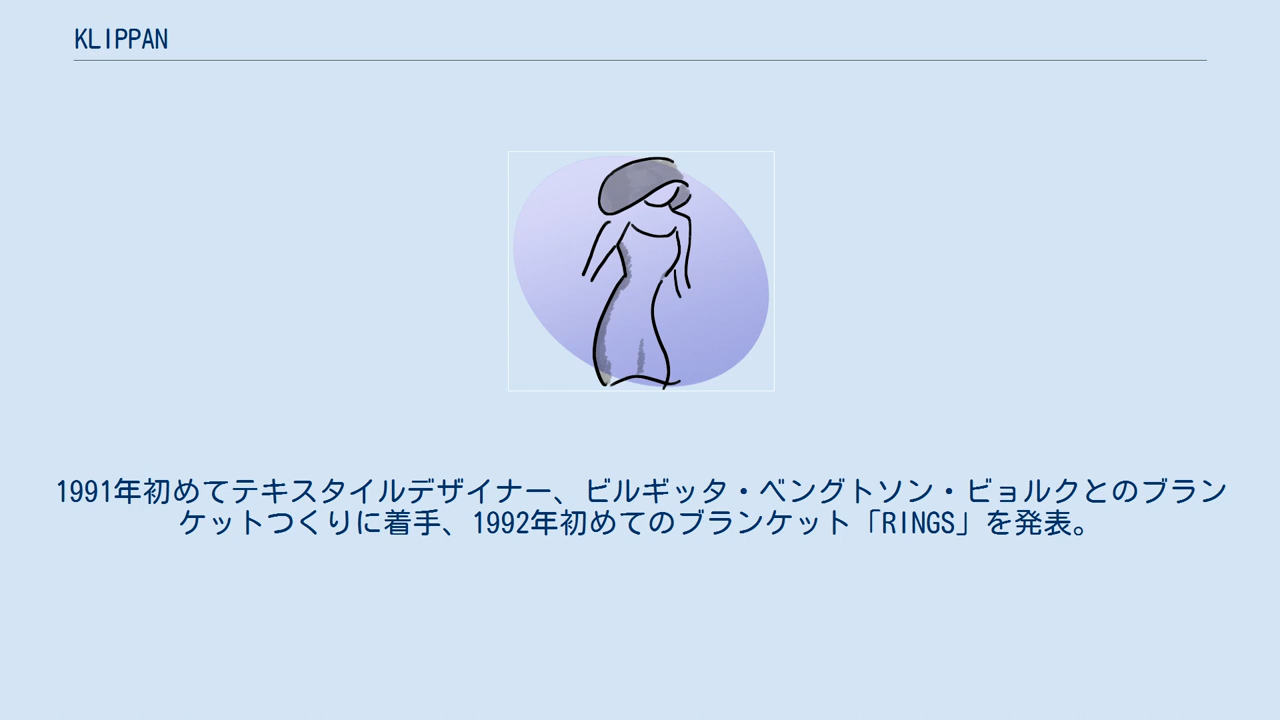 KLIPPAN
1991年初めてテキスタイルデザイナー、ビルギッタ・ベングトソン・ビョルクとのブラン
ケットつくりに着手、1992年初めてのブランケット「RINGS」を発表。